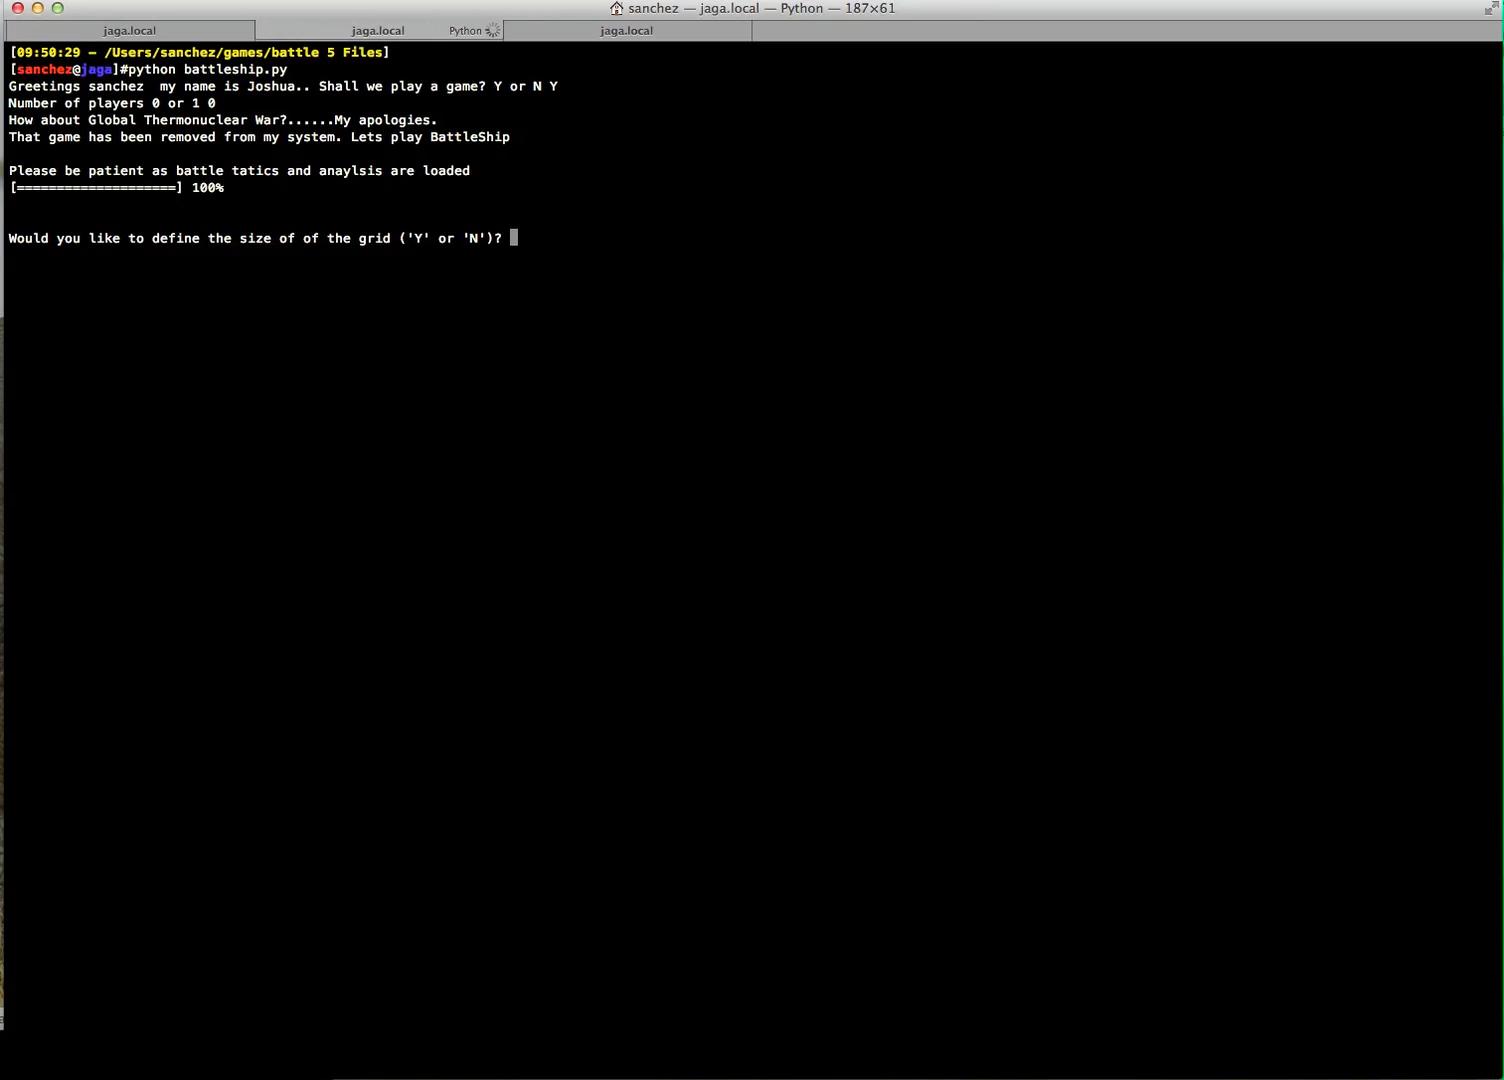 sanchez — jaga.local — Python — 187×61
jaga.local jaga.local Python jaga.local
[09:50:29 - /Users/sanchez/games/battle 5 Files]
[sanchez@jaga]#python battleship.py
Greetings sanchez  my name is Joshua.. Shall we play a game? Y or N Y
Number of players 0 or 1 0
How about Global Thermonuclear War?......My apologies.
That game has been removed from my system. Lets play BattleShip
Please be patient as battle tatics and anaylsis are loaded
[====================] 100%
Would you like to define the size of of the grid ('Y' or 'N')?